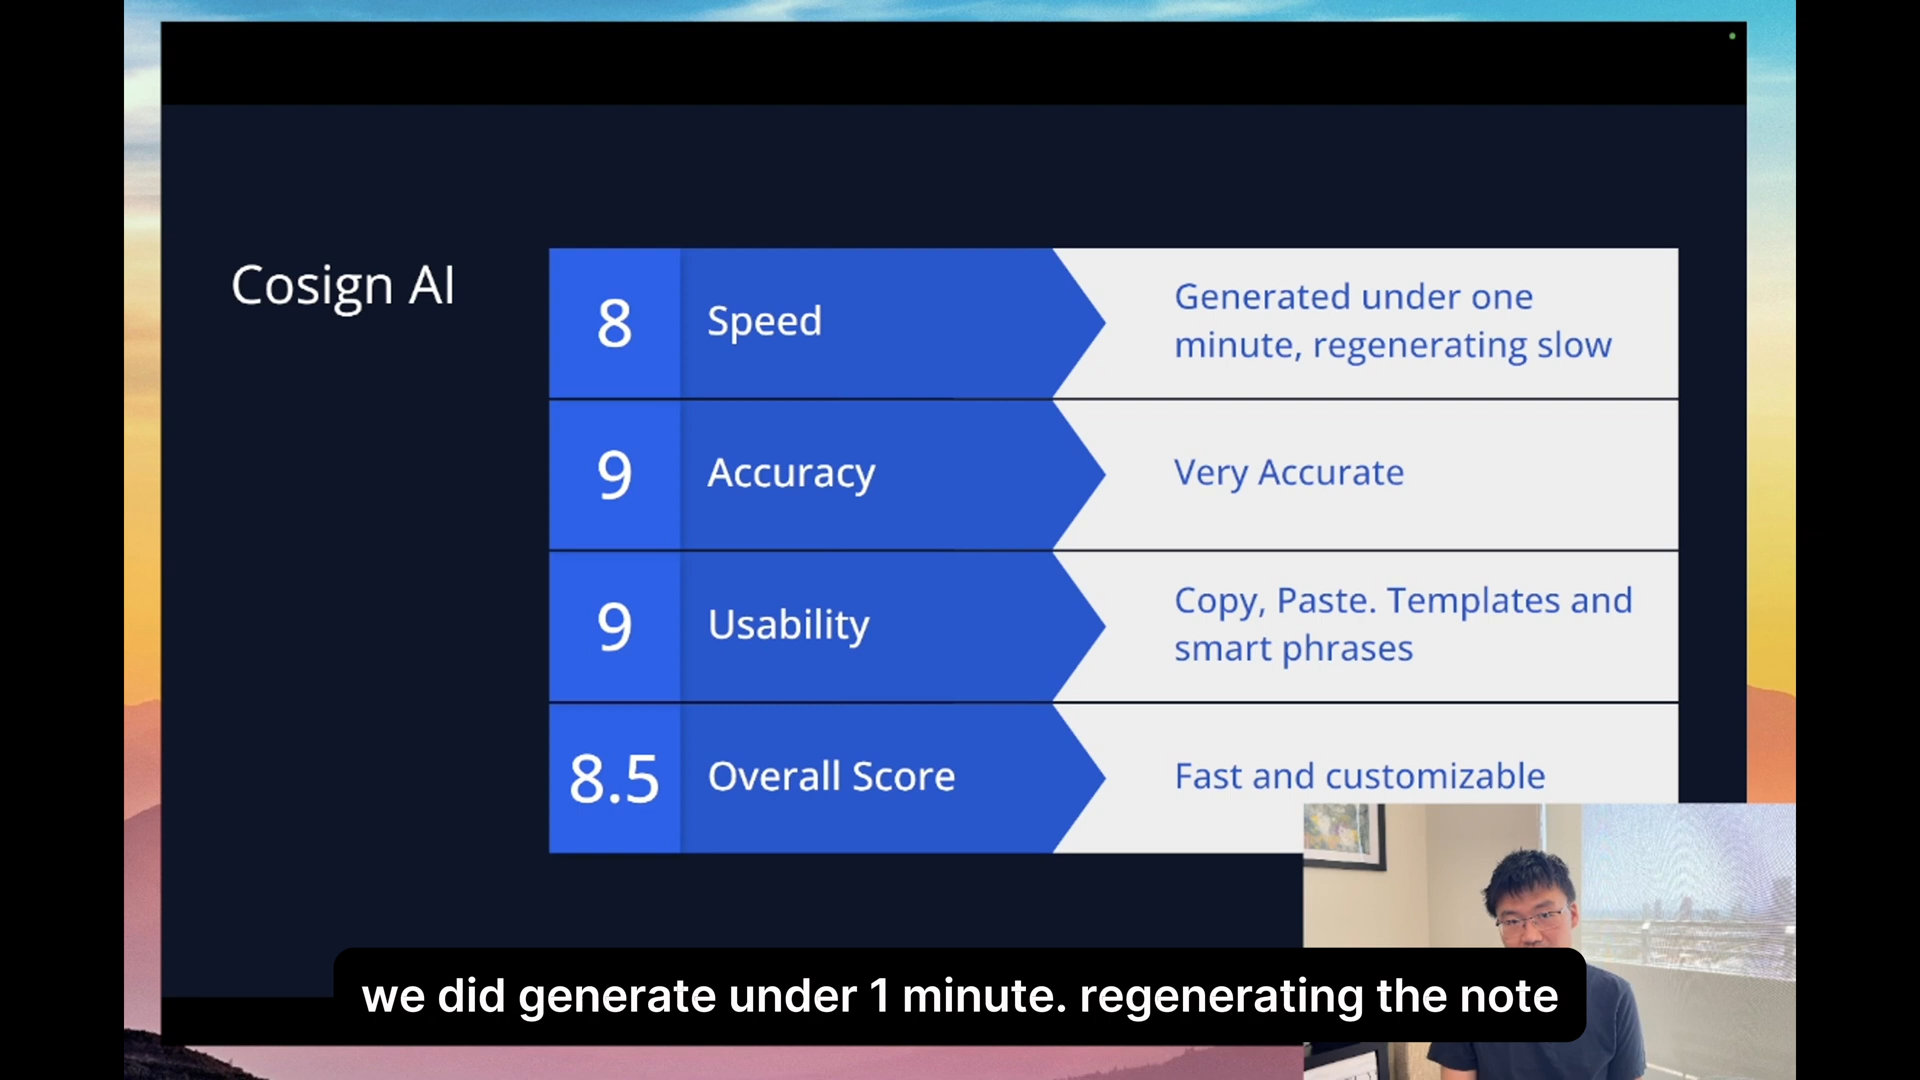 Cosign AI
8
Speed
Generated under one
minute, regenerating slow
9
Accuracy
Very Accurate
9
Usability
Copy, Paste. Templates and
smart phrases
8.5
Overall Score
Fast and customizable
we did generate under 1 minute. regenerating the note